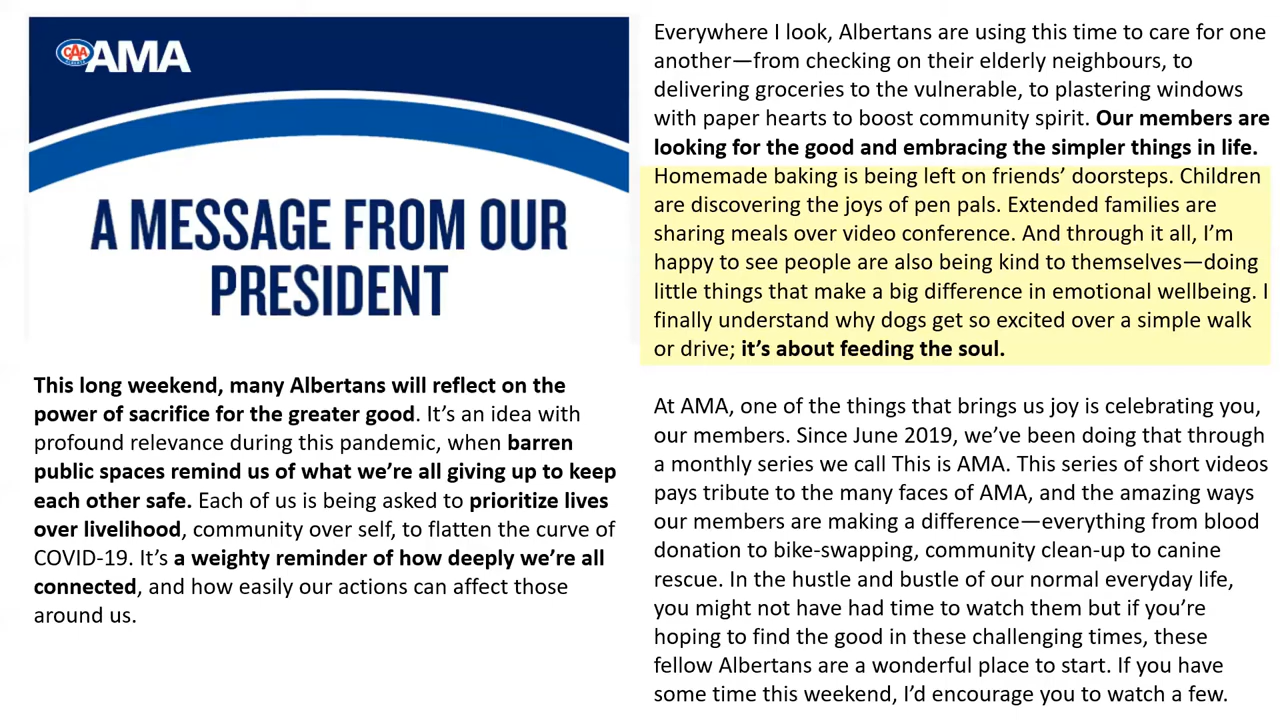 CAA
ALBERTA
AMA
A MESSAGE FROM OUR
PRESIDENT
This long weekend, many Albertans will reflect on the
power of sacrifice for the greater good. It’s an idea with
profound relevance during this pandemic, when barren
public spaces remind us of what we’re all giving up to keep
each other safe. Each of us is being asked to prioritize lives
over livelihood, community over self, to flatten the curve of
COVID-19. It’s a weighty reminder of how deeply we’re all
connected, and how easily our actions can affect those
around us.
Everywhere I look, Albertans are using this time to care for one
another—from checking on their elderly neighbours, to
delivering groceries to the vulnerable, to plastering windows
with paper hearts to boost community spirit. Our members are
looking for the good and embracing the simpler things in life.
Homemade baking is being left on friends’ doorsteps. Children
are discovering the joys of pen pals. Extended families are
sharing meals over video conference. And through it all, I’m
happy to see people are also being kind to themselves—doing
little things that make a big difference in emotional wellbeing. I
finally understand why dogs get so excited over a simple walk
or drive; it’s about feeding the soul.
At AMA, one of the things that brings us joy is celebrating you,
our members. Since June 2019, we’ve been doing that through
a monthly series we call This is AMA. This series of short videos
pays tribute to the many faces of AMA, and the amazing ways
our members are making a difference—everything from blood
donation to bike-swapping, community clean-up to canine
rescue. In the hustle and bustle of our normal everyday life,
you might not have had time to watch them but if you’re
hoping to find the good in these challenging times, these
fellow Albertans are a wonderful place to start. If you have
some time this weekend, I’d encourage you to watch a few.